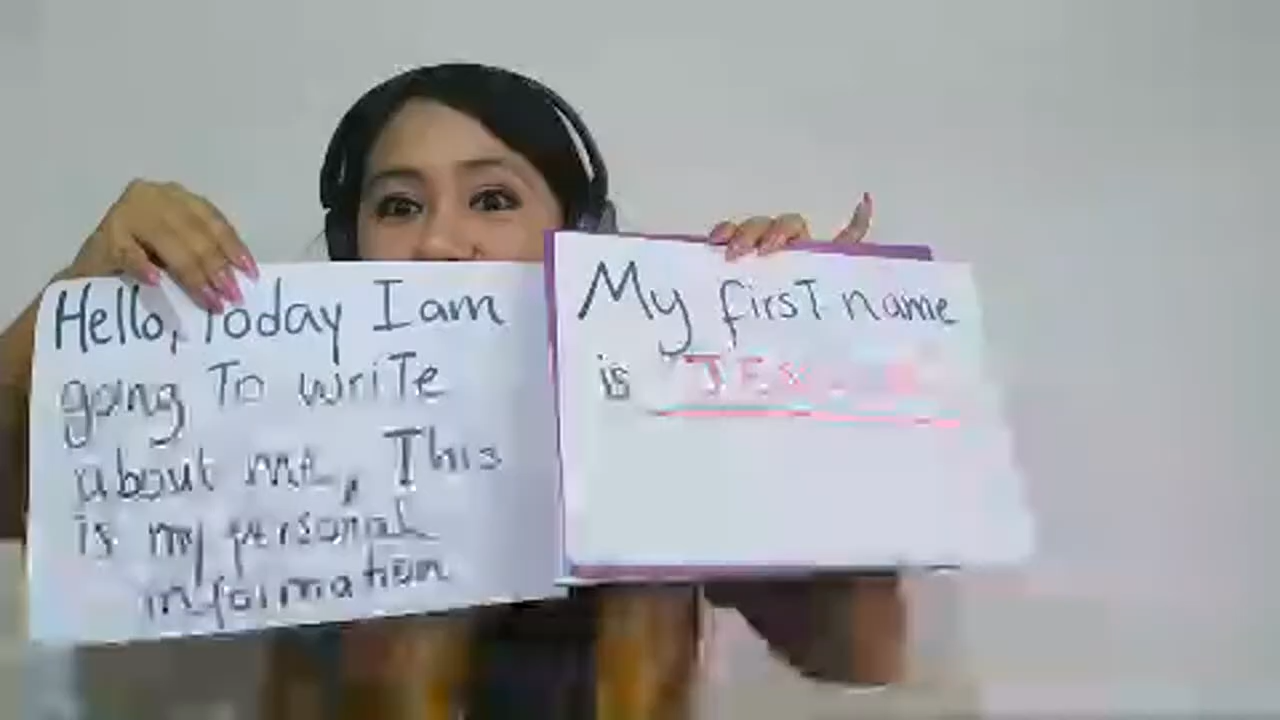 Hello, Today I am
going To wriTe
about me, This
is my personal
information
My firsT name
is